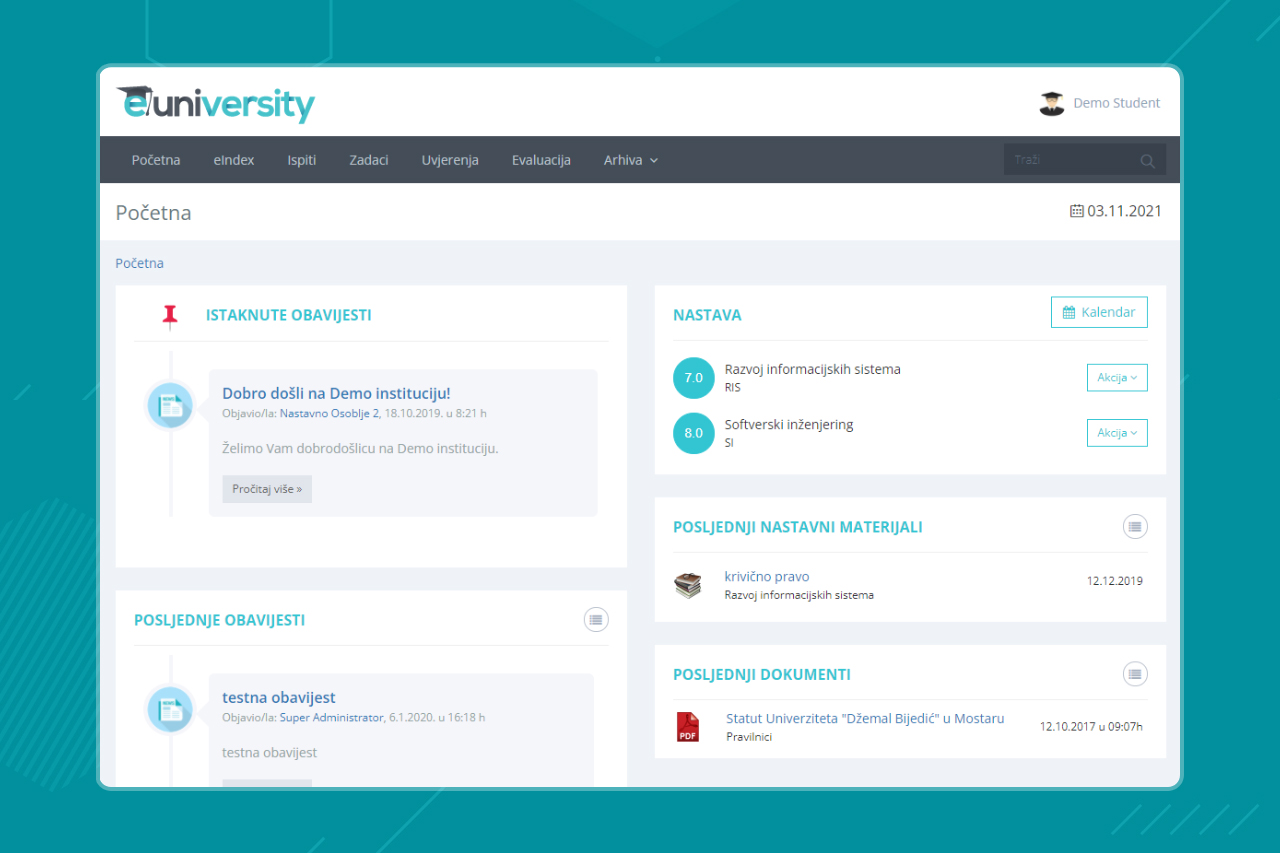 euniversity
Demo Student
Početna
eIndex
Ispiti
Zadaci
Uvjerenja
Evaluacija
Arhiva
Traži
Početna
03.11.2021
Početna
ISTAKNUTE OBAVIJESTI
Dobro došli na Demo instituciju!
Objavio/la: Nastavno Osoblje 2, 18.10.2019. u 8:21 h
Želimo Vam dobrodošlicu na Demo instituciju.
Pročitaj više »
POSLJEDNJE OBAVIJESTI
testna obavijest
Objavio/la: Super Administrator, 6.1.2020. u 16:18 h
testna obavijest
NASTAVA
Kalendar
7.0
Razvoj informacijskih sistema
RIS
Akcija
8.0
Softverski inženjering
SI
Akcija
POSLJEDNJI NASTAVNI MATERIJALI
krivično pravo
Razvoj informacijskih sistema
12.12.2019
POSLJEDNJI DOKUMENTI
PDF
Statut Univerziteta "Džemal Bijedić" u Mostaru
Pravilnici
12.10.2017 u 09:07h